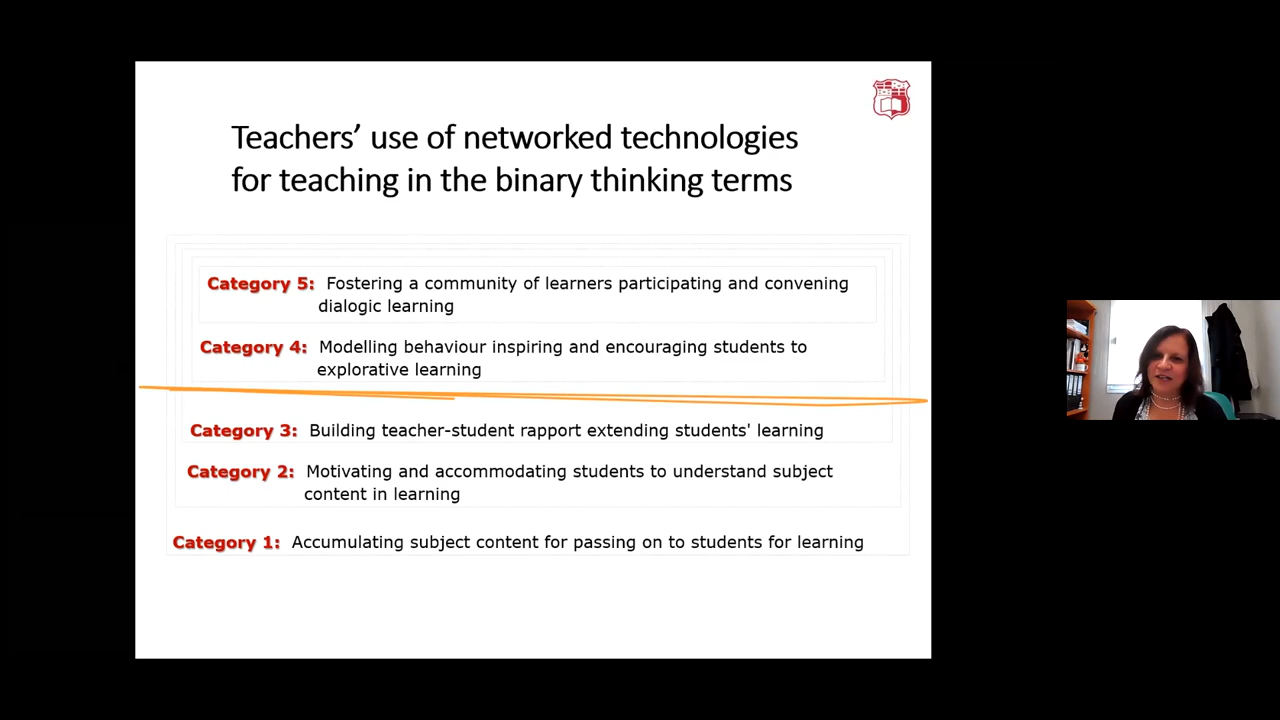 Teachers’ use of networked technologies
for teaching in the binary thinking terms
Category 5: Fostering a community of learners participating and convening
dialogic learning
Category 4: Modelling behaviour inspiring and encouraging students to
explorative learning
Category 3: Building teacher-student rapport extending students' learning
Category 2: Motivating and accommodating students to understand subject
content in learning
Category 1: Accumulating subject content for passing on to students for learning